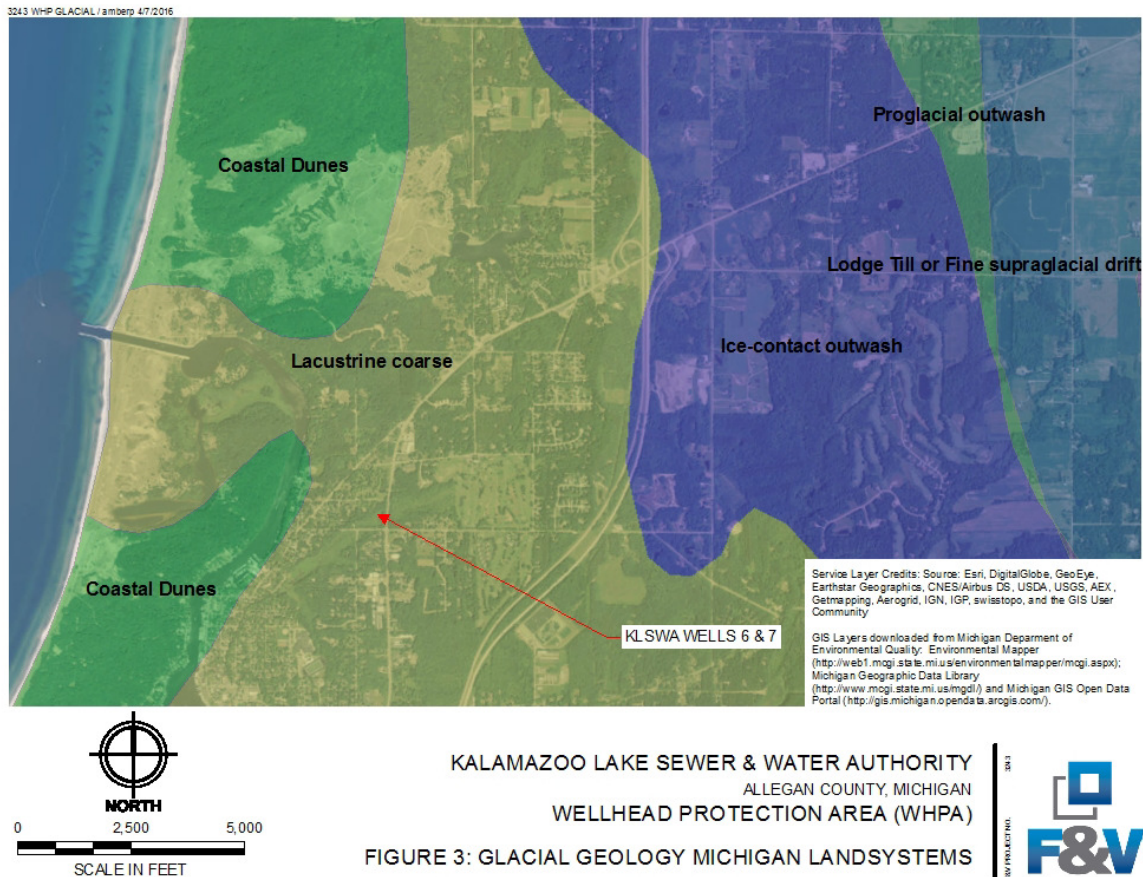 3243 WHP GLACIAL / amberp 4/7/2016
Proglacial outwash
Coastal Dunes
Lodge Till or Fine supraglacial drift
Ice-contact outwash
Lacustrine coarse
Coastal Dunes
KLSWA WELLS 6 & 7
Service Layer Credits: Source: Esri, DigitalGlobe, GeoEye,
Earthstar Geographics, CNES/Airbus DS, USDA, USGS, AEX,
Getmapping, Aerogrid, IGN, IGP, swisstopo, and the GIS User
Community
GIS Layers downloaded from Michigan Deparment of
Environmental Quality: Environmental Mapper
(http://web1.mcgi.state.mi.us/environmentalmapper/mcgi.aspx);
Michigan Geographic Data Library
(http://www.mcgi.state.mi.us/mgdl/) and Michigan GIS Open Data
Portal (http://gis.michigan.opendata.arcgis.com/).
NORTH
0 2,500 5,000
SCALE IN FEET
KALAMAZOO LAKE SEWER & WATER AUTHORITY
ALLEGAN COUNTY, MICHIGAN
WELLHEAD PROTECTION AREA (WHPA)
FIGURE 3: GLACIAL GEOLOGY MICHIGAN LANDSYSTEMS
3243
F&V PROJECT NO.
F&V